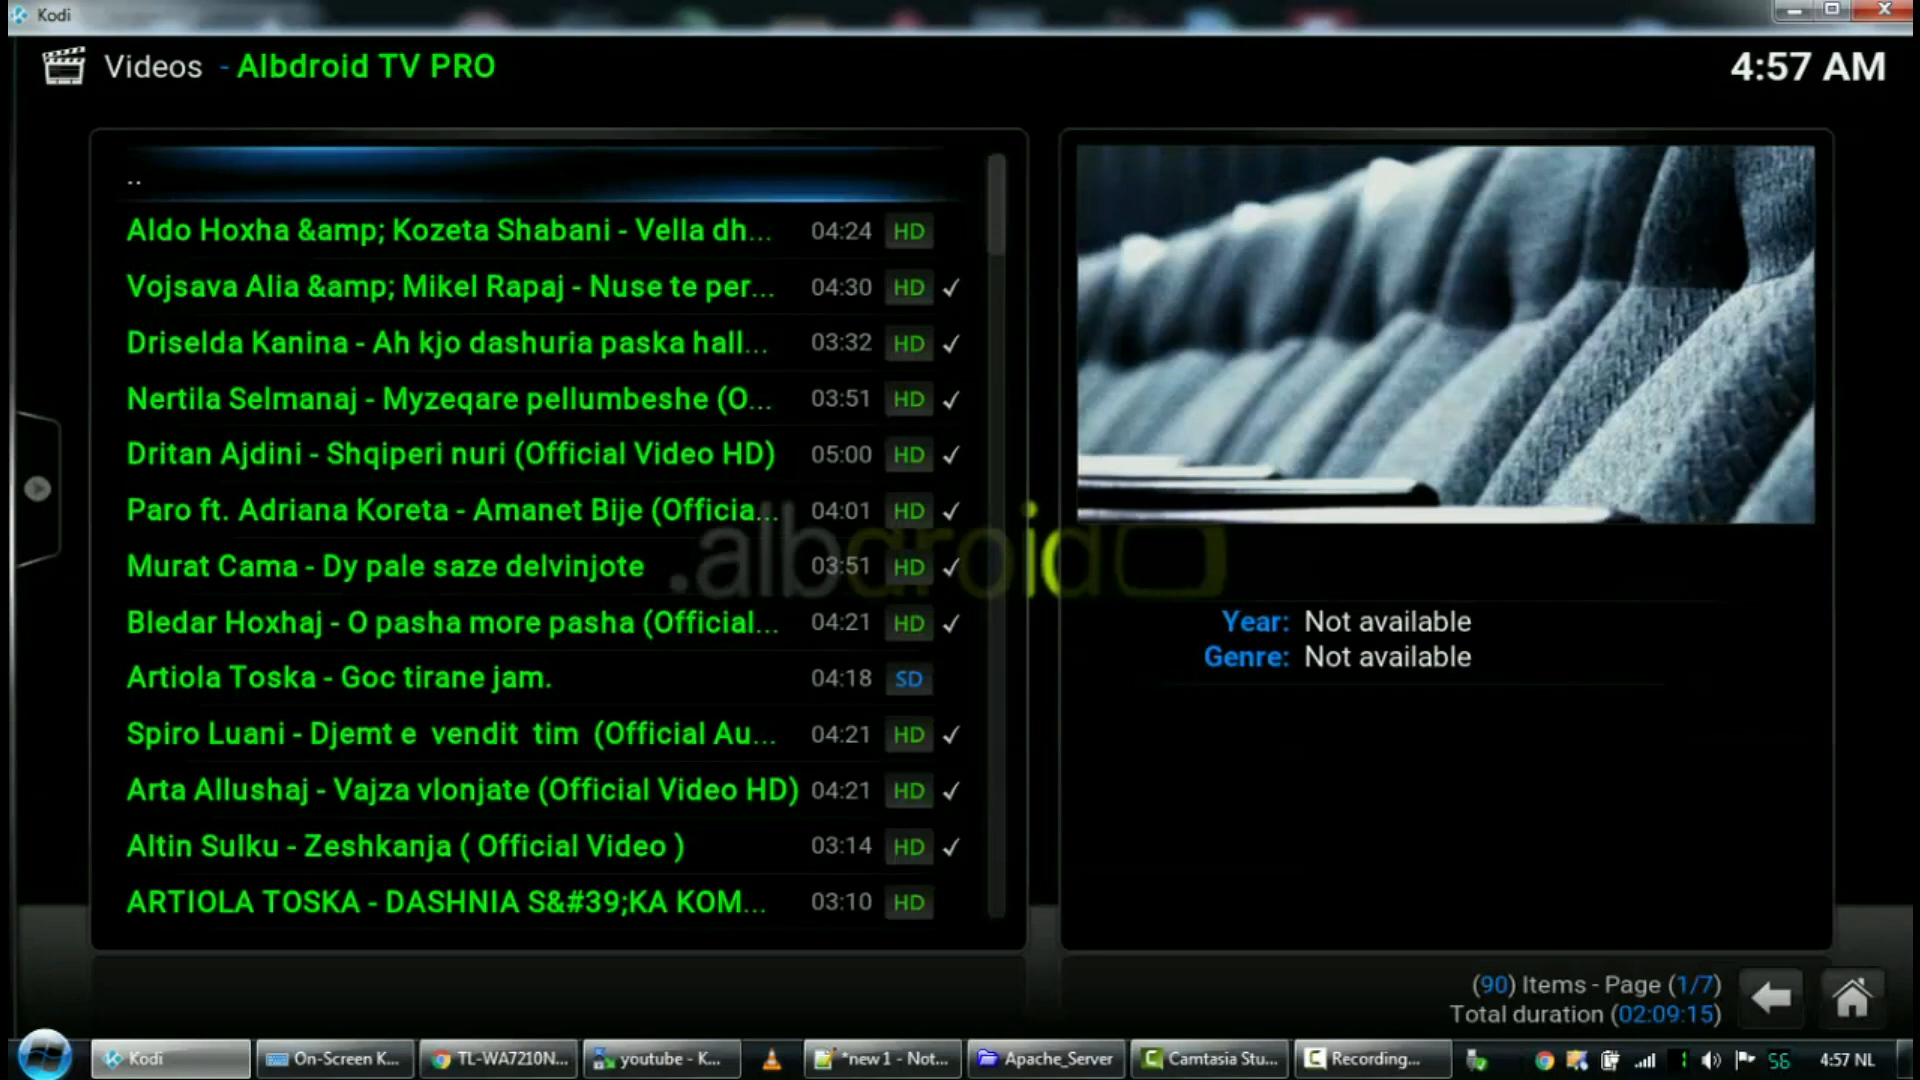 Kodi
Videos - Albdroid TV PRO
4:57 AM
..
Aldo Hoxha &amp; Kozeta Shabani - Vella dh... 04:24 HD
Vojsava Alia &amp; Mikel Rapaj - Nuse te per... 04:30 HD ✓
Driselda Kanina - Ah kjo dashuria paska hall... 03:32 HD ✓
Nertila Selmanaj - Myzeqare pellumbeshe (O... 03:51 HD ✓
Dritan Ajdini - Shqiperi nuri (Official Video HD) 05:00 HD ✓
Paro ft. Adriana Koreta - Amanet Bije (Officia... 04:01 HD ✓
Murat Cama - Dy pale saze delvinjote 03:51 HD ✓
Bledar Hoxhaj - O pasha more pasha (Official... 04:21 HD ✓
Artiola Toska - Goc tirane jam. 04:18 SD
Spiro Luani - Djemt e  vendit  tim  (Official Au... 04:21 HD ✓
Arta Allushaj - Vajza vlonjate (Official Video HD) 04:21 HD ✓
Altin Sulku - Zeshkanja ( Official Video ) 03:14 HD ✓
ARTIOLA TOSKA - DASHNIA S&#39;KA KOM... 03:10 HD
.albdroid
Year: Not available
Genre: Not available
(90) Items - Page (1/7)
Total duration (02:09:15)
Kodi
On-Screen K...
TL-WA7210N...
youtube - K...
*new 1 - Not...
Apache_Server
Camtasia Stu...
Recording...
56
4:57 NL